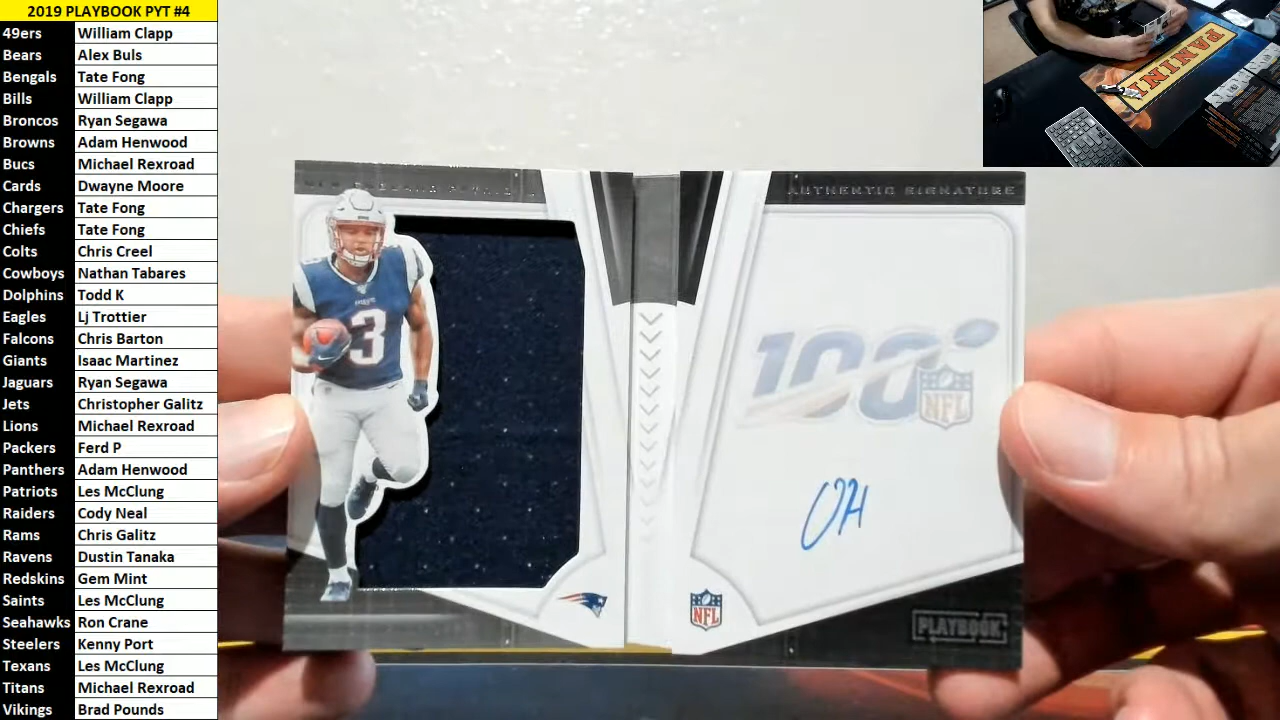 2019 PLAYBOOK PYT #4
49ers William Clapp
Bears Alex Buls
Bengals Tate Fong
Bills William Clapp
Broncos Ryan Segawa
Browns Adam Henwood
Bucs Michael Rexroad
Cards Dwayne Moore
Chargers Tate Fong
Chiefs Tate Fong
Colts Chris Creel
Cowboys Nathan Tabares
Dolphins Todd K
Eagles Lj Trottier
Falcons Chris Barton
Giants Isaac Martinez
Jaguars Ryan Segawa
Jets Christopher Galitz
Lions Michael Rexroad
Packers Ferd P
Panthers Adam Henwood
Patriots Les McClung
Raiders Cody Neal
Rams Chris Galitz
Ravens Dustin Tanaka
Redskins Gem Mint
Saints Les McClung
Seahawks Ron Crane
Steelers Kenny Port
Texans Les McClung
Titans Michael Rexroad
Vikings Brad Pounds
AUTHENTIC SIGNATURE
3
100
NFL
NFL
PLAYBOOK
PANINI